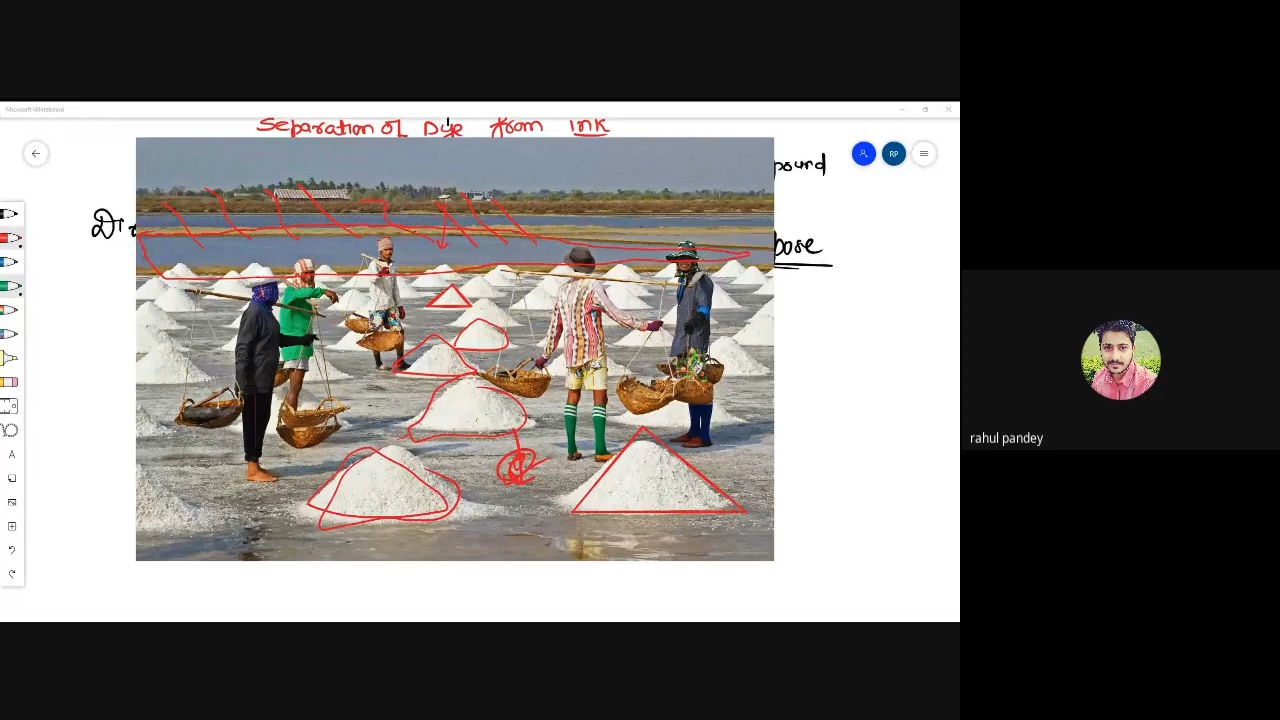 Microsoft Whiteboard
Separation of Dye from Ink
pound
RP
bose
A
rahul pandey